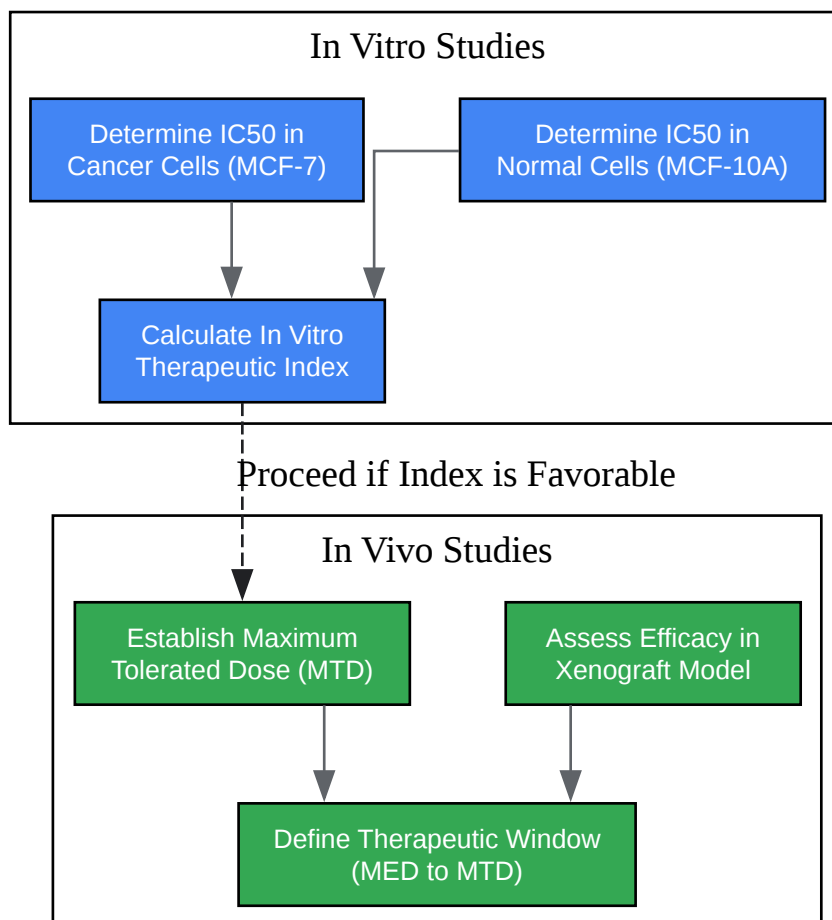 In Vitro Studies
Determine IC50 in
Cancer Cells (MCF-7)
Determine IC50 in
Normal Cells (MCF-10A)
Calculate In Vitro
Therapeutic Index
Proceed if Index is Favorable
In Vivo Studies
Establish Maximum
Tolerated Dose (MTD)
Assess Efficacy in
Xenograft Model
Define Therapeutic Window
(MED to MTD)